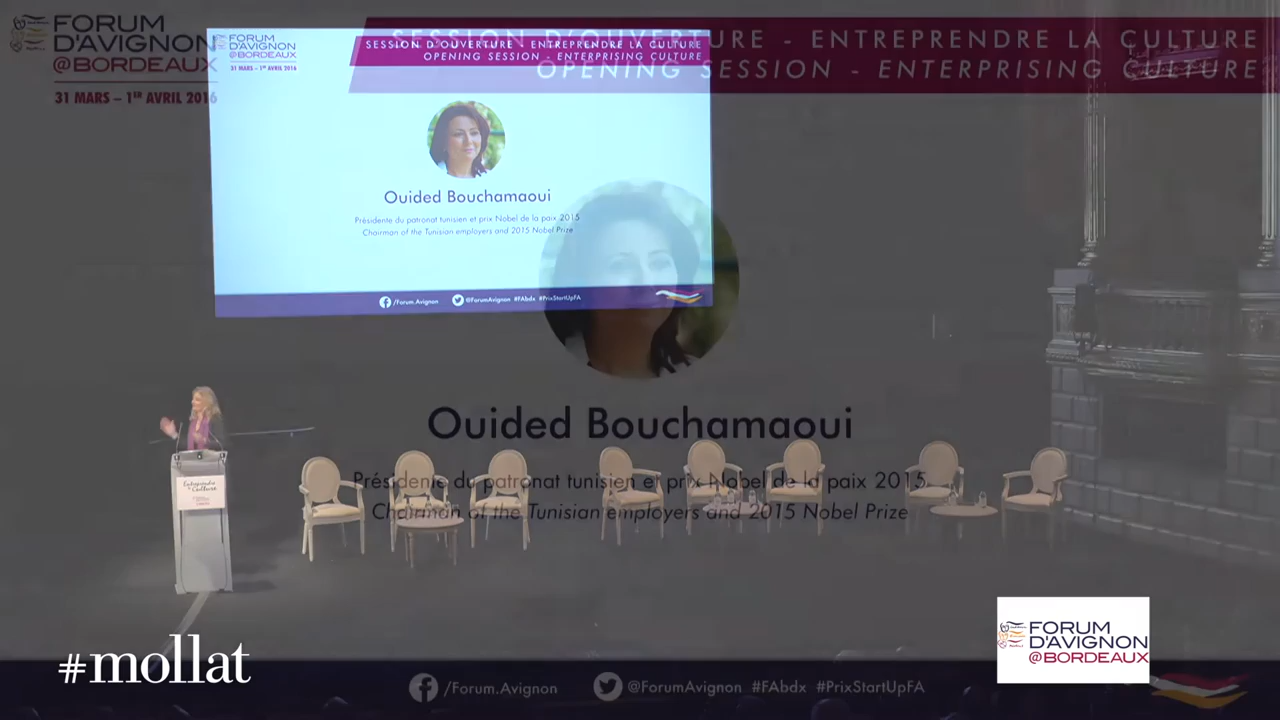 FORUM
D'AVIGNON
@BORDEAUX
31 MARS – 1ER AVRIL 2016
SESSION D'OUVERTURE - ENTREPRENDRE LA CULTURE
OPENING SESSION - ENTERPRISING CULTURE
FORUM
D'AVIGNON
@BORDEAUX
31 MARS – 1ER AVRIL 2016
SESSION D'OUVERTURE - ENTREPRENDRE LA CULTURE
OPENING SESSION - ENTERPRISING CULTURE
Ouided Bouchamaoui
Présidente du patronat tunisien et prix Nobel de la paix 2015
Chairman of the Tunisian employers and 2015 Nobel Prize
/Forum.Avignon @ForumAvignon #FAbdx #PrixStartUpFA
Ouided Bouchamaoui
Présidente du patronat tunisien et prix Nobel de la paix 2015
Chairman of the Tunisian employers and 2015 Nobel Prize
Entreprendre
la Culture
#mollat
FORUM
D'AVIGNON
@BORDEAUX
/Forum.Avignon @ForumAvignon #FAbdx #PrixStartUpFA